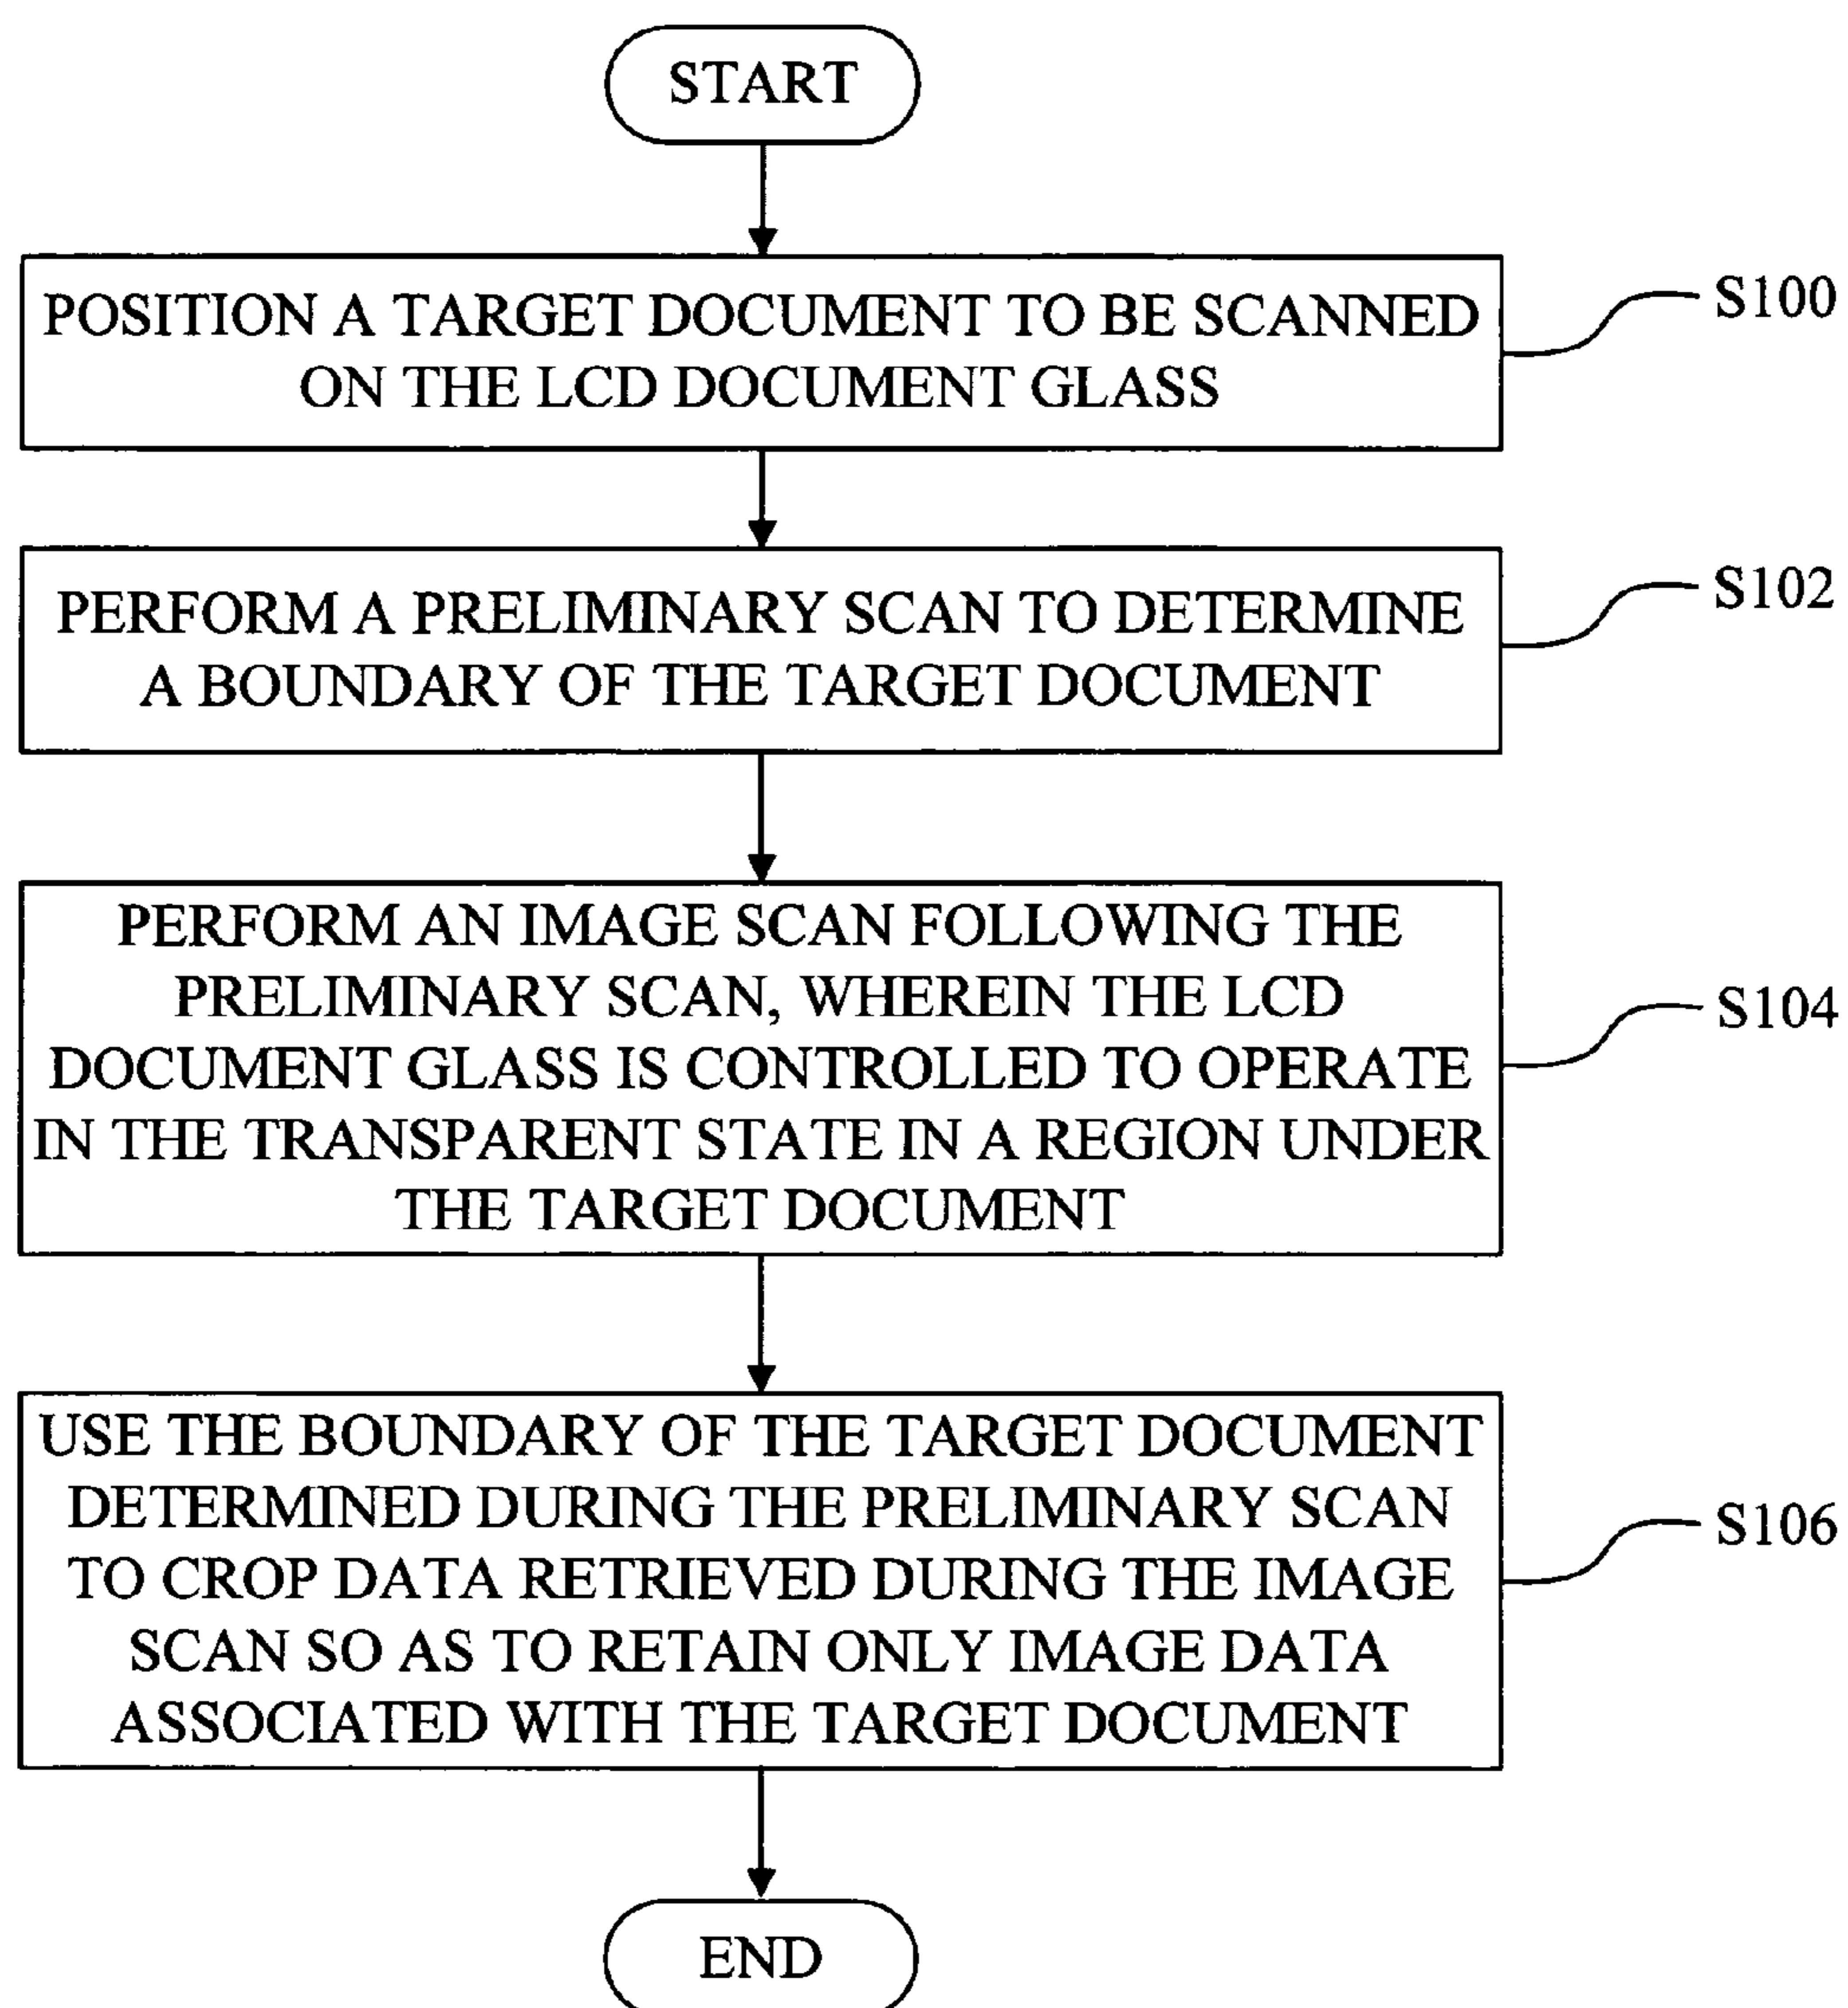 START
POSITION A TARGET DOCUMENT TO BE SCANNED
ON THE LCD DOCUMENT GLASS
S100
PERFORM A PRELIMINARY SCAN TO DETERMINE
A BOUNDARY OF THE TARGET DOCUMENT
S102
PERFORM AN IMAGE SCAN FOLLOWING THE
PRELIMINARY SCAN, WHEREIN THE LCD
DOCUMENT GLASS IS CONTROLLED TO OPERATE
IN THE TRANSPARENT STATE IN A REGION UNDER
THE TARGET DOCUMENT
S104
USE THE BOUNDARY OF THE TARGET DOCUMENT
DETERMINED DURING THE PRELIMINARY SCAN
TO CROP DATA RETRIEVED DURING THE IMAGE
SCAN SO AS TO RETAIN ONLY IMAGE DATA
ASSOCIATED WITH THE TARGET DOCUMENT
S106
END